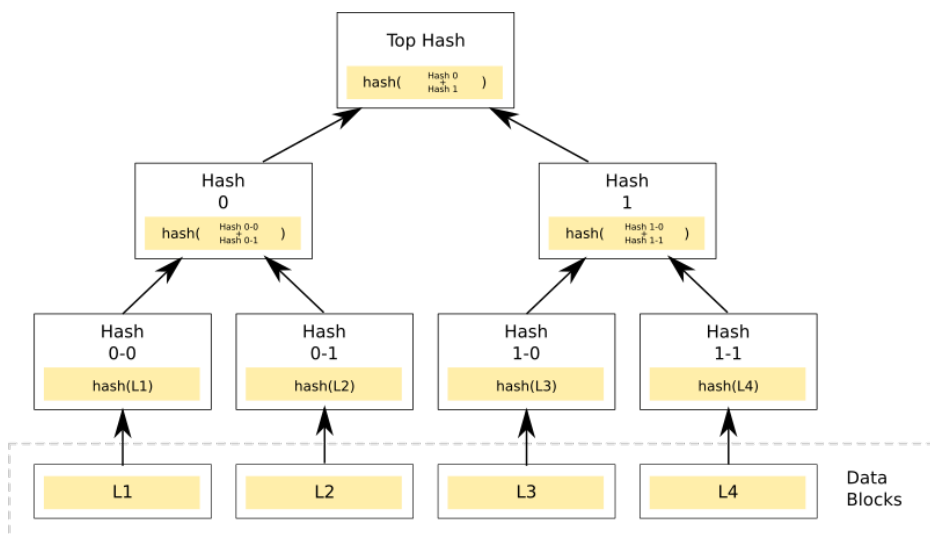 Top Hash
hash( Hash 0 + Hash 1 )
Hash
0
hash( Hash 0-0 + Hash 0-1 )
Hash
1
hash( Hash 1-0 + Hash 1-1 )
Hash
0-0
hash(L1)
Hash
0-1
hash(L2)
Hash
1-0
hash(L3)
Hash
1-1
hash(L4)
L1
L2
L3
L4
Data
Blocks